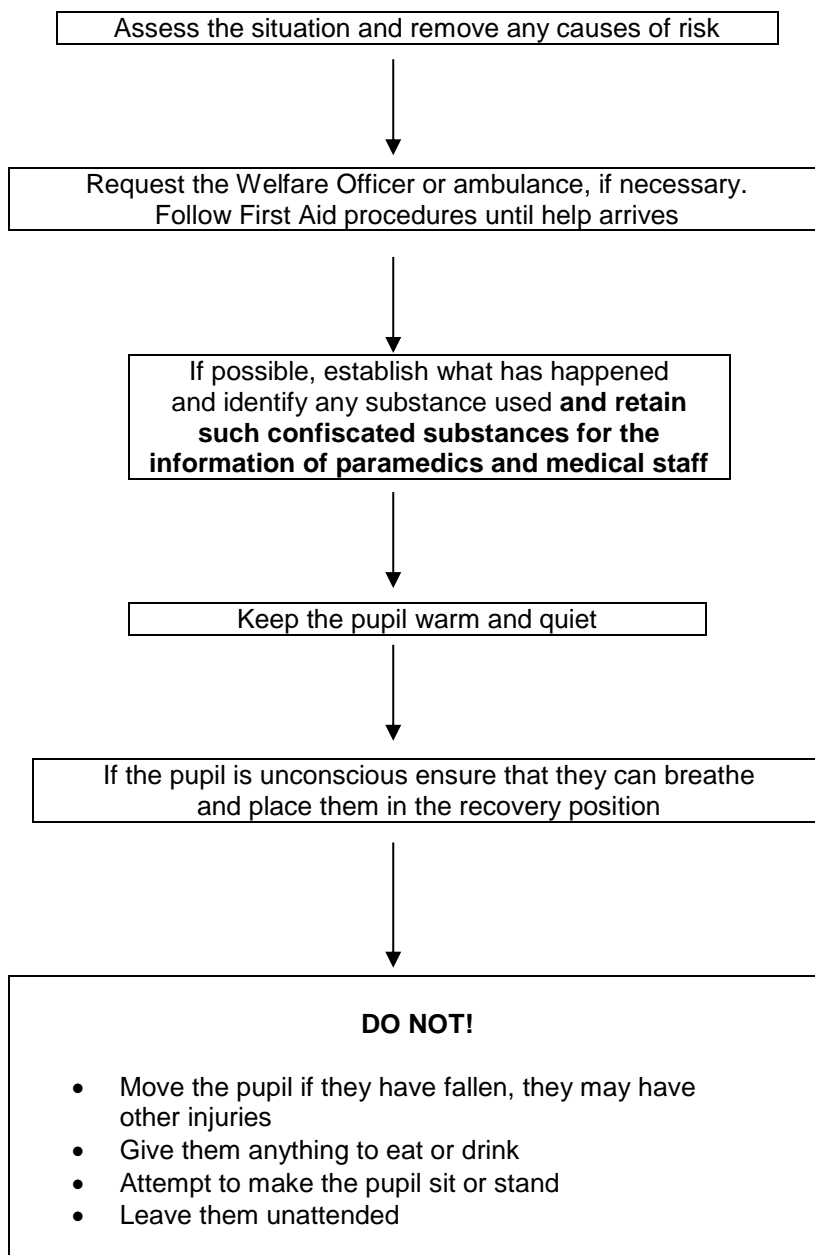 Assess the situation and remove any causes of risk
Request the Welfare Officer or ambulance, if necessary.
Follow First Aid procedures until help arrives
If possible, establish what has happened
and identify any substance used and retain
such confiscated substances for the
information of paramedics and medical staff
Keep the pupil warm and quiet
If the pupil is unconscious ensure that they can breathe
and place them in the recovery position
DO NOT!
• Move the pupil if they have fallen, they may have
other injuries
• Give them anything to eat or drink
• Attempt to make the pupil sit or stand
• Leave them unattended